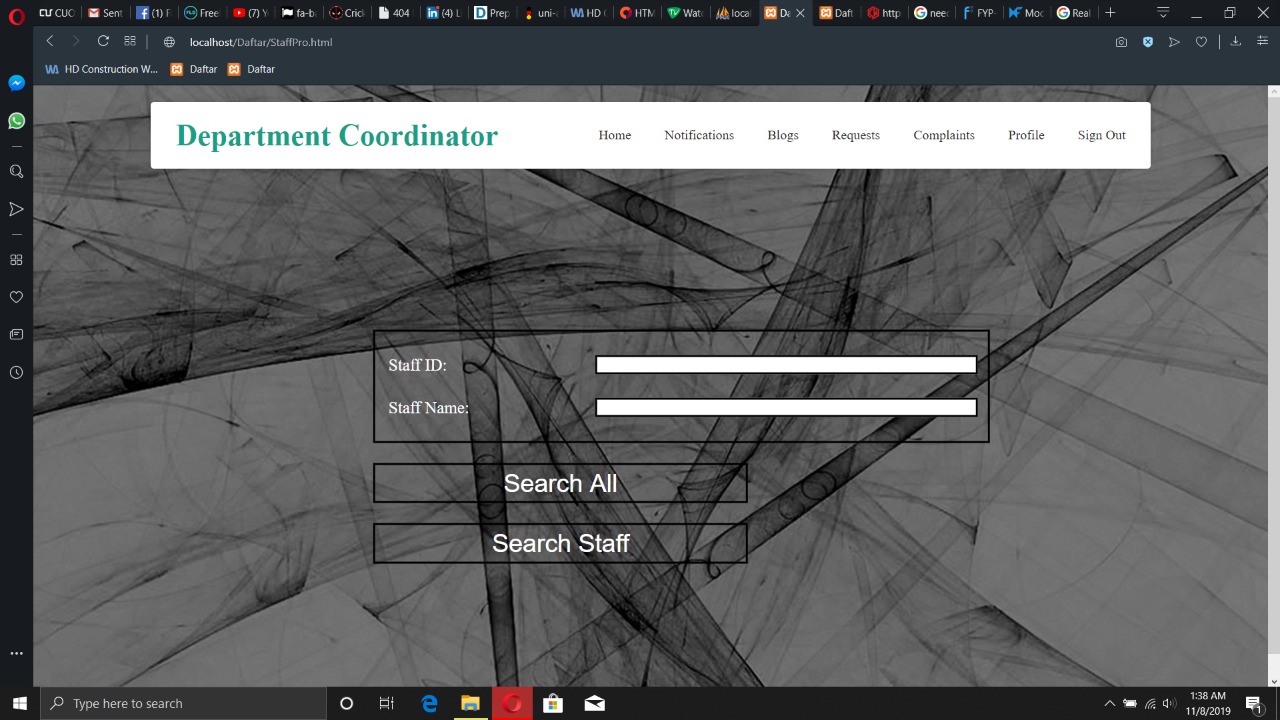 CUC
Sent
(1) F
Free
(7) Y
fa-b
Crick
404
(4) L
Prep
uni-
HD C
HTM
Wat
local
Da
Daft
http
nee
FYP-
Moc
Real
localhost/Daftar/StaffPro.html
HD Construction W...
Daftar
Daftar
Department Coordinator
Home
Notifications
Blogs
Requests
Complaints
Profile
Sign Out
Staff ID:
Staff Name:
Search All
Search Staff
Type here to search
1:38 AM
11/8/2019